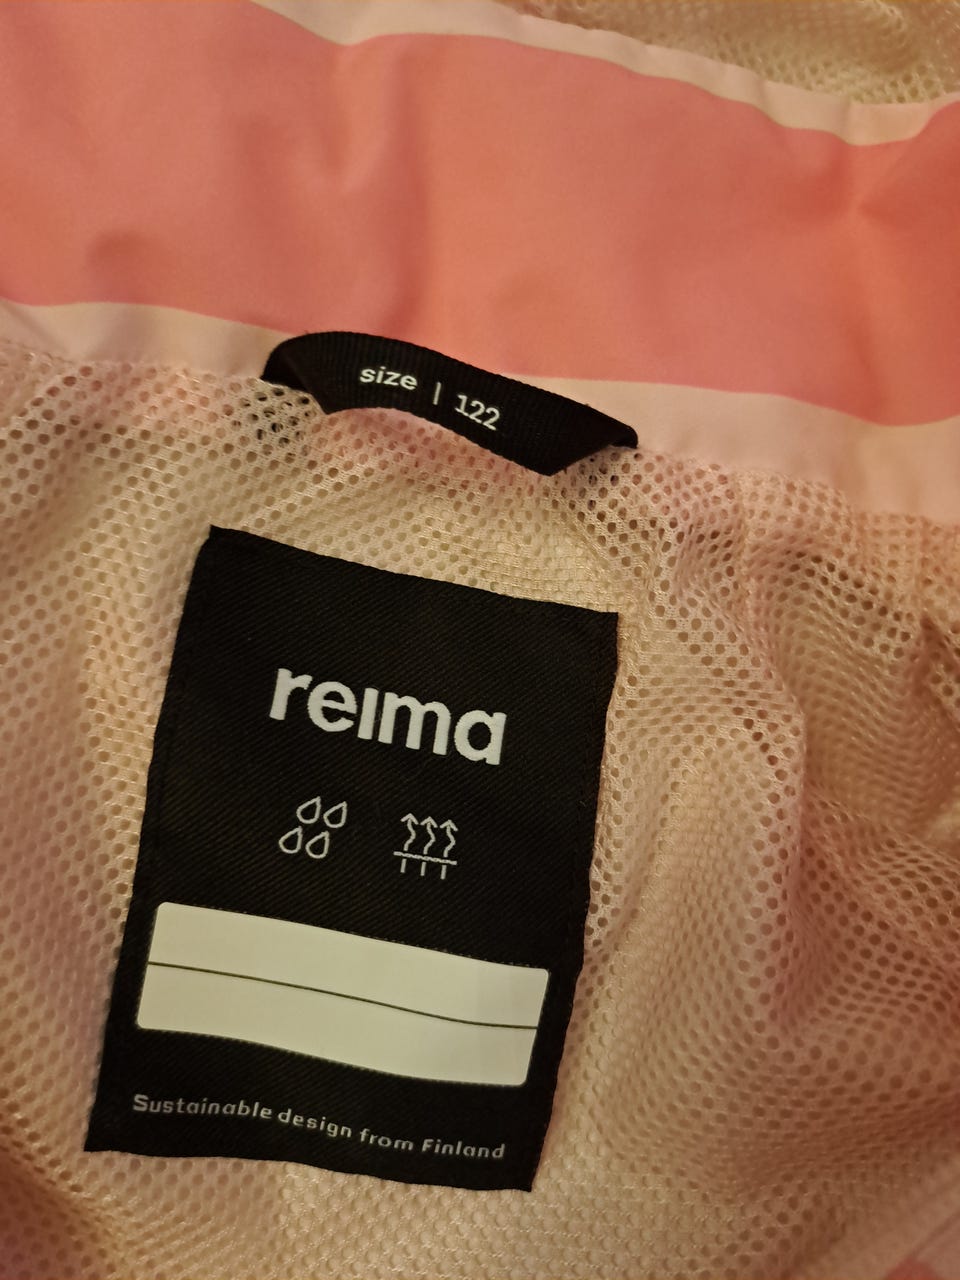 size | 122
reima
Sustainable design from Finland